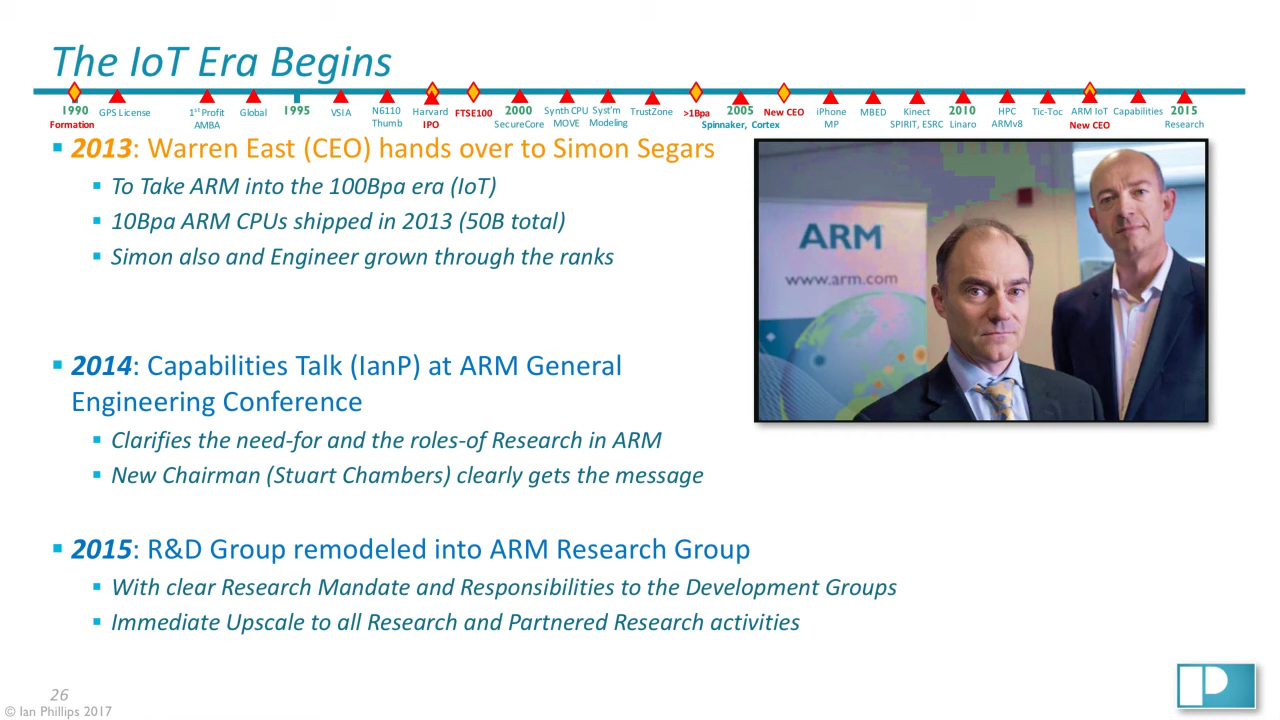 The IoT Era Begins
1990 GPS License 1st Profit Global 1995 VSIA N6110 Harvard FTSE100 2000 Synth CPU Syst'm TrustZone >1Bpa 2005 New CEO iPhone MBED Kinect 2010 HPC Tic-Toc ARM IoT Capabilities 2015
Formation AMBA Thumb IPO SecureCore MOVE Modeling Spinnaker, Cortex MP SPIRIT, ESRC Linaro ARMv8 New CEO Research
2013: Warren East (CEO) hands over to Simon Segars
To Take ARM into the 100Bpa era (IoT)
10Bpa ARM CPUs shipped in 2013 (50B total)
Simon also and Engineer grown through the ranks
ARM
www.arm.com
2014: Capabilities Talk (IanP) at ARM General
Engineering Conference
Clarifies the need-for and the roles-of Research in ARM
New Chairman (Stuart Chambers) clearly gets the message
2015: R&D Group remodeled into ARM Research Group
With clear Research Mandate and Responsibilities to the Development Groups
Immediate Upscale to all Research and Partnered Research activities
26
© Ian Phillips 2017